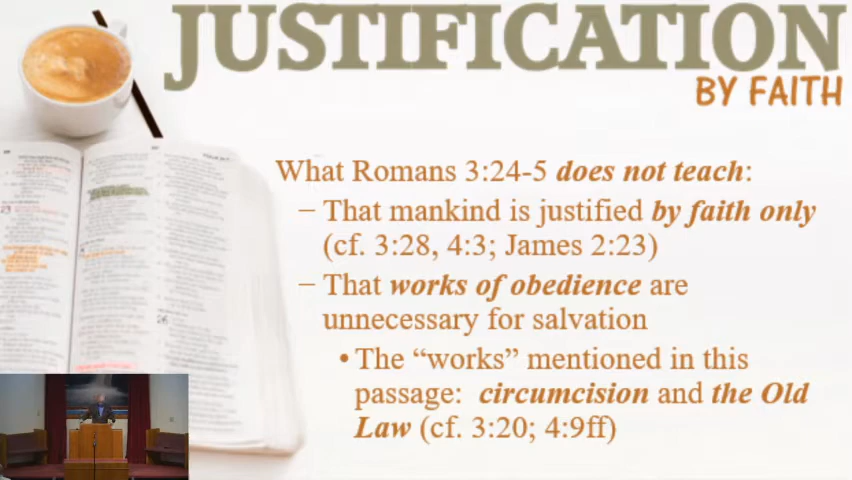 JUSTIFICATION
BY FAITH
What Romans 3:24-5 does not teach:
– That mankind is justified by faith only
(cf. 3:28, 4:3; James 2:23)
– That works of obedience are
unnecessary for salvation
• The “works” mentioned in this
passage: circumcision and the Old
Law (cf. 3:20; 4:9ff)